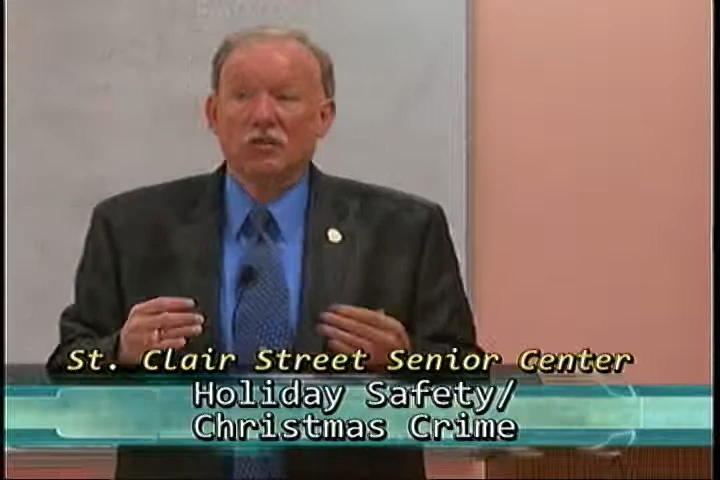 St. Clair Street Senior Center
Holiday Safety/
Christmas Crime